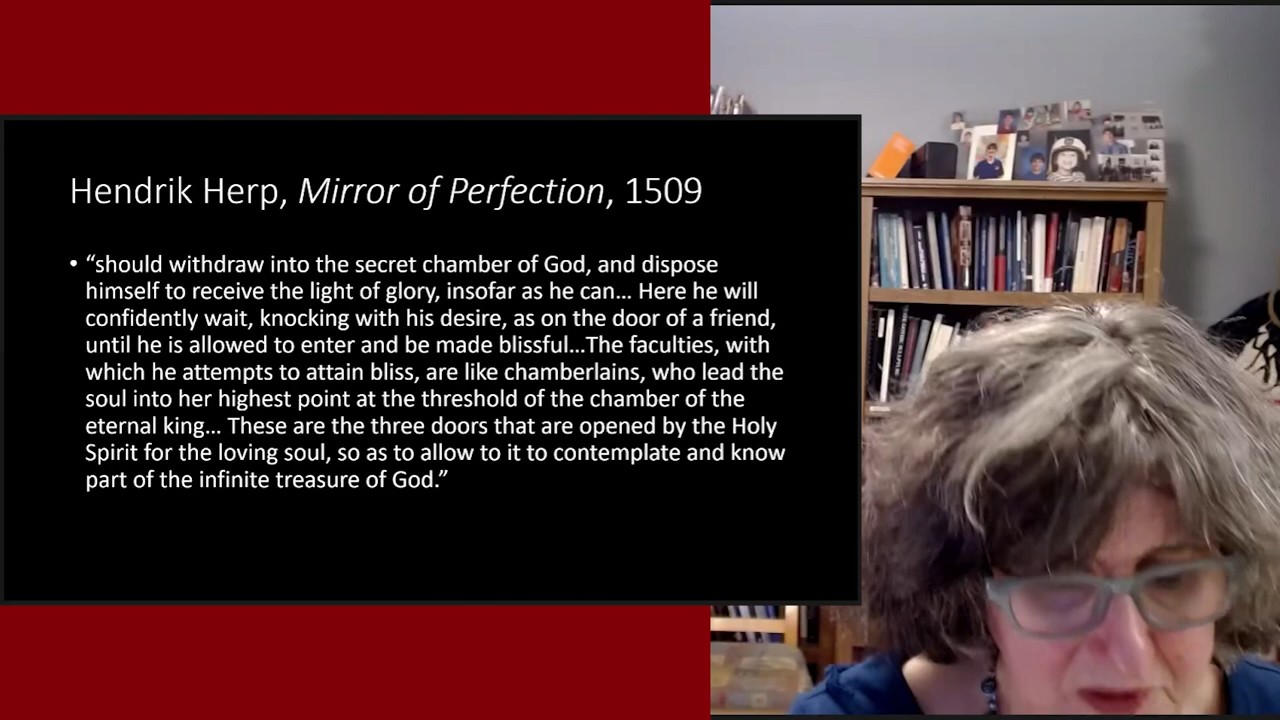 Hendrik Herp, Mirror of Perfection, 1509
• “should withdraw into the secret chamber of God, and dispose
himself to receive the light of glory, insofar as he can… Here he will
confidently wait, knocking with his desire, as on the door of a friend,
until he is allowed to enter and be made blissful…The faculties, with
which he attempts to attain bliss, are like chamberlains, who lead the
soul into her highest point at the threshold of the chamber of the
eternal king… These are the three doors that are opened by the Holy
Spirit for the loving soul, so as to allow to it to contemplate and know
part of the infinite treasure of God.”